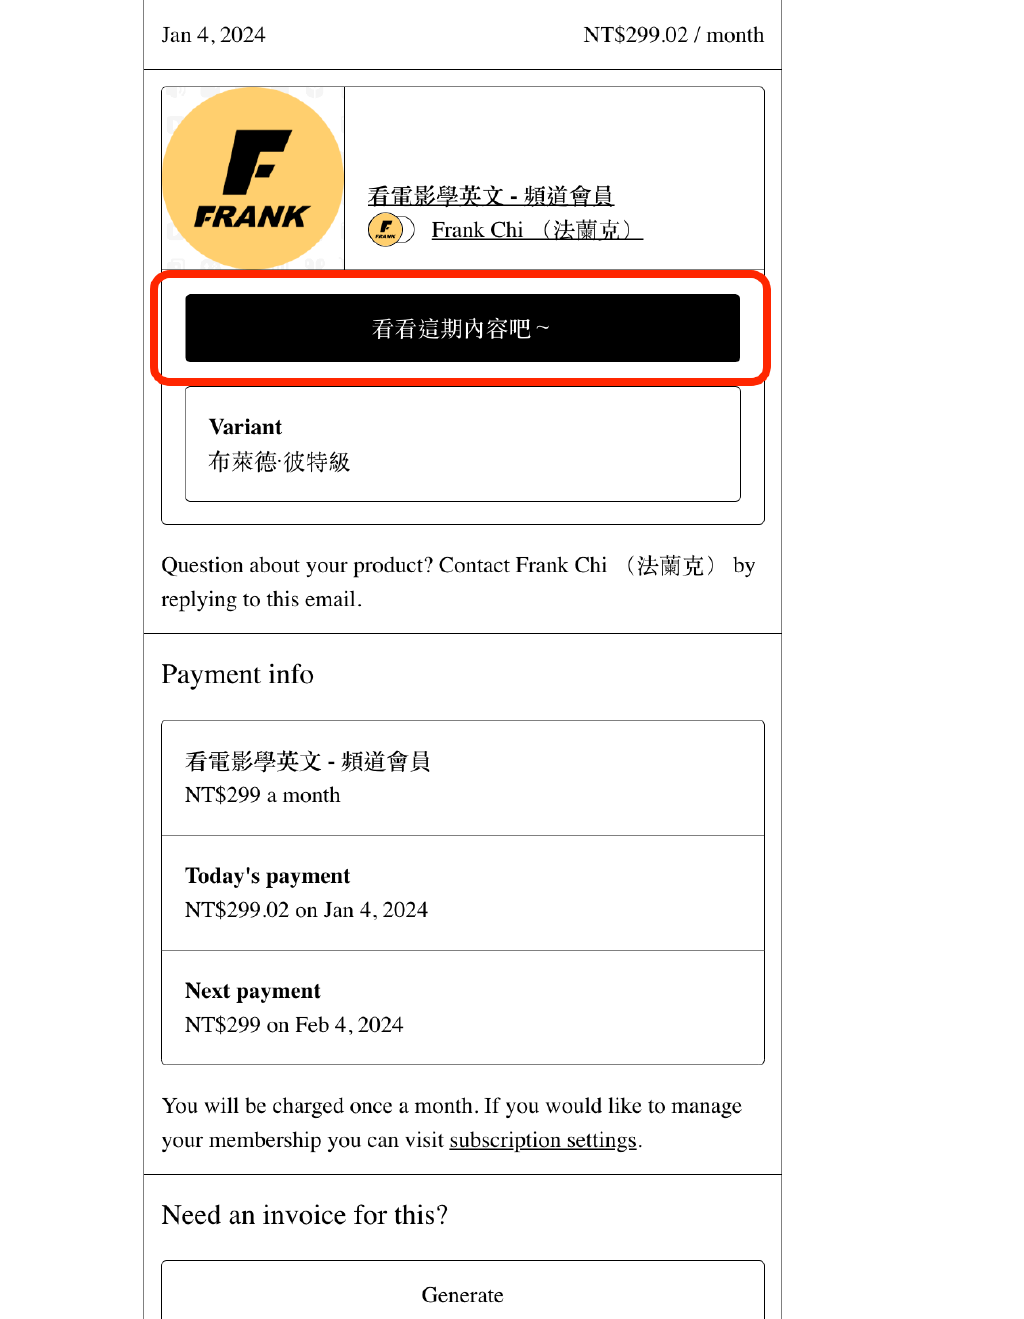 Jan 4, 2024 NT$299.02 / month
F
FRANK
看電影學英文 - 頻道會員
F
FRANK
Frank Chi （法蘭克）
看看這期內容吧 ~
Variant
布萊德·彼特級
Question about your product? Contact Frank Chi （法蘭克） by
replying to this email.
Payment info
看電影學英文 - 頻道會員
NT$299 a month
Today's payment
NT$299.02 on Jan 4, 2024
Next payment
NT$299 on Feb 4, 2024
You will be charged once a month. If you would like to manage
your membership you can visit subscription settings.
Need an invoice for this?
Generate